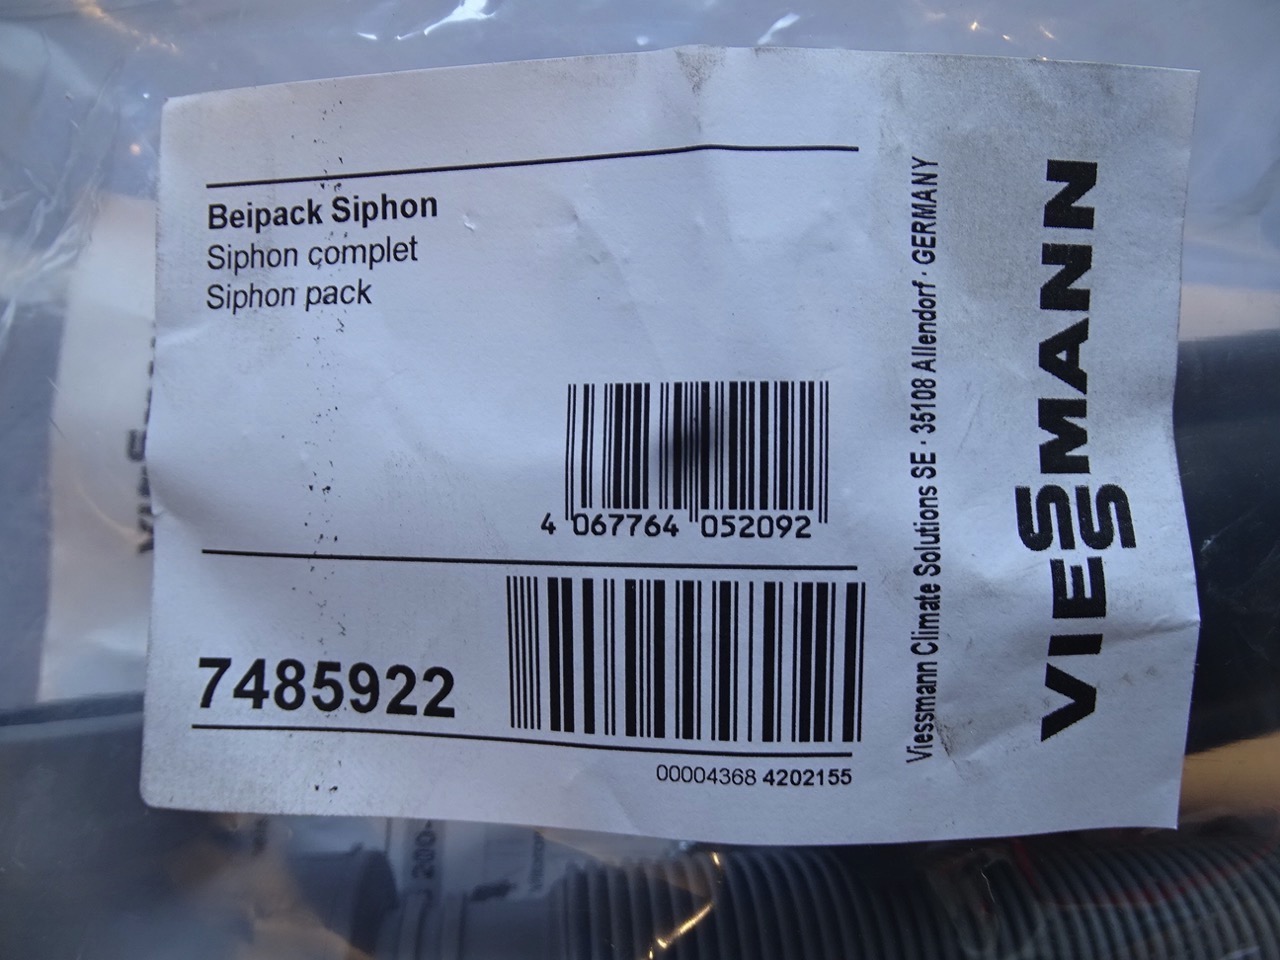 Beipack Siphon
Siphon complet
Siphon pack
4 067764 052092
7485922
00004368 4202155
Viessmann Climate Solutions SE · 35108 Allendorf · GERMANY
VIESSMANN